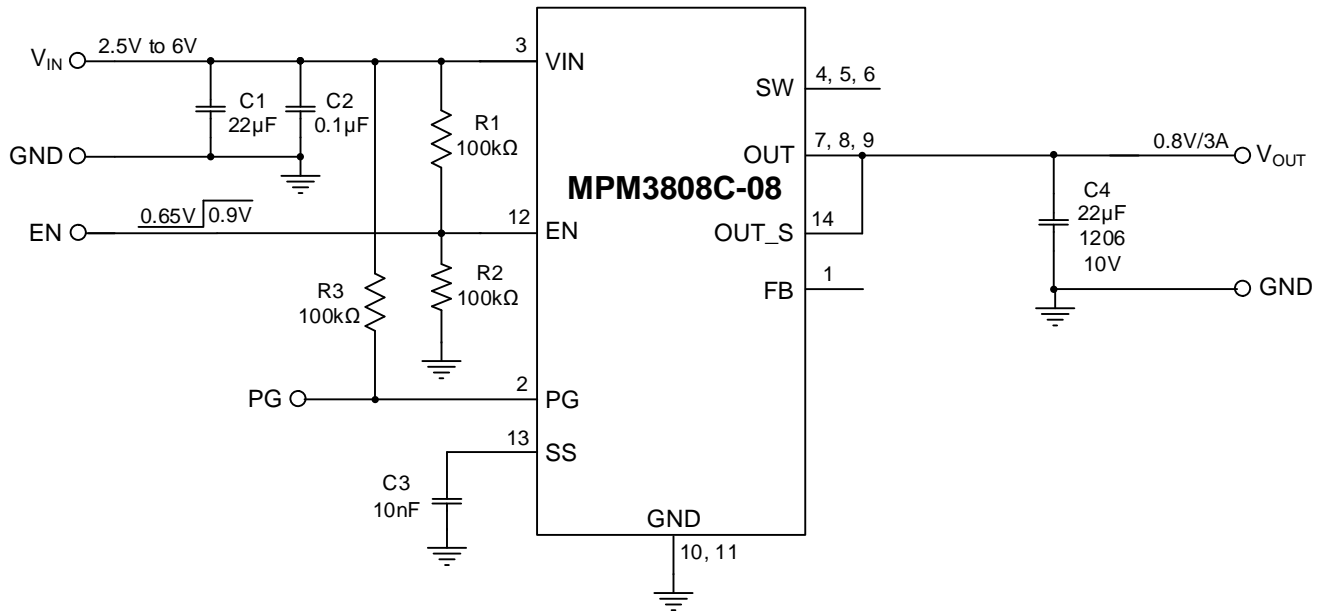 VIN
2.5V to 6V
3
VIN
C1
22µF
C2
0.1µF
R1
100kΩ
GND
SW
4, 5, 6
OUT
7, 8, 9
0.8V/3A
VOUT
MPM3808C-08
C4
22µF
1206
10V
EN
0.65V
0.9V
12
EN
OUT_S
14
R3
100kΩ
R2
100kΩ
FB
1
GND
PG
2
PG
13
SS
C3
10nF
GND
10, 11